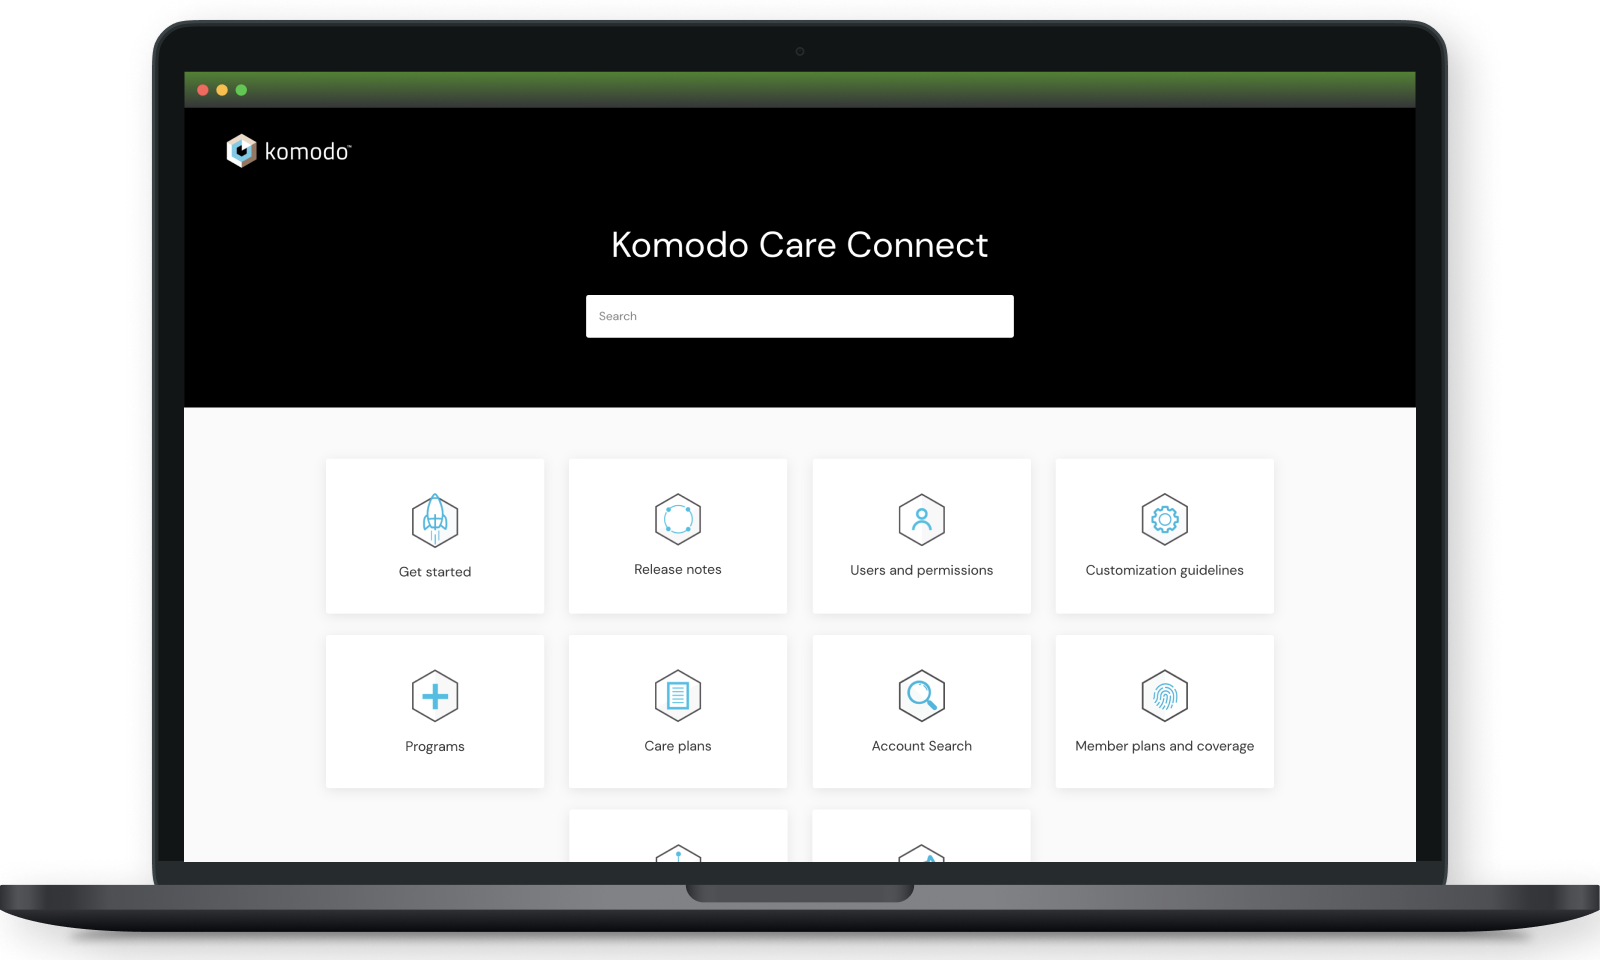 komodo™
Komodo Care Connect
Search
Get started
Release notes
Users and permissions
Customization guidelines
Programs
Care plans
Account Search
Member plans and coverage